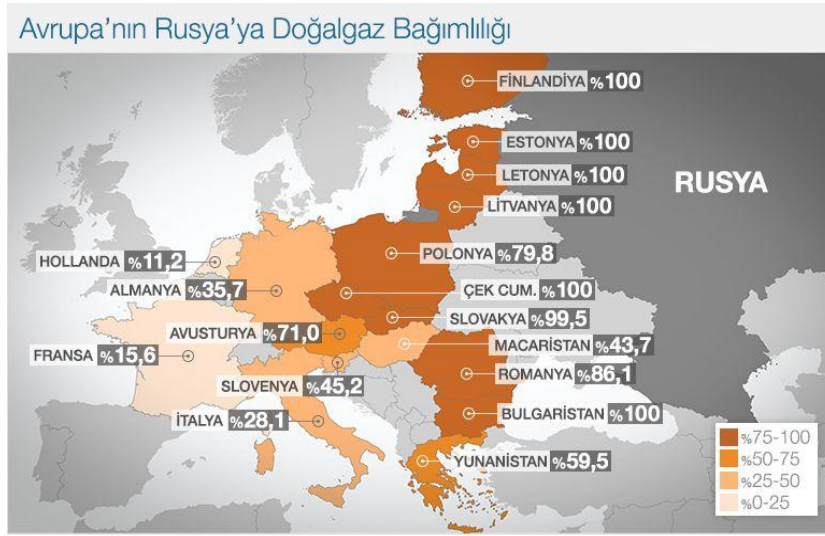 Avrupa'nın Rusya'ya Doğalgaz Bağımlılığı
FİNLANDİYA %100
ESTONYA %100
LETONYA %100
RUSYA
LİTVANYA %100
POLONYA %79,8
HOLLANDA %11,2
ALMANYA %35,7
ÇEK CUM. %100
SLOVAKYA %99,5
AVUSTURYA %71,0
MACARİSTAN %43,7
FRANSA %15,6
ROMANYA %86,1
SLOVENYA %45,2
BULGARİSTAN %100
İTALYA %28,1
YUNANİSTAN %59,5
%75-100
%50-75
%25-50
%0-25